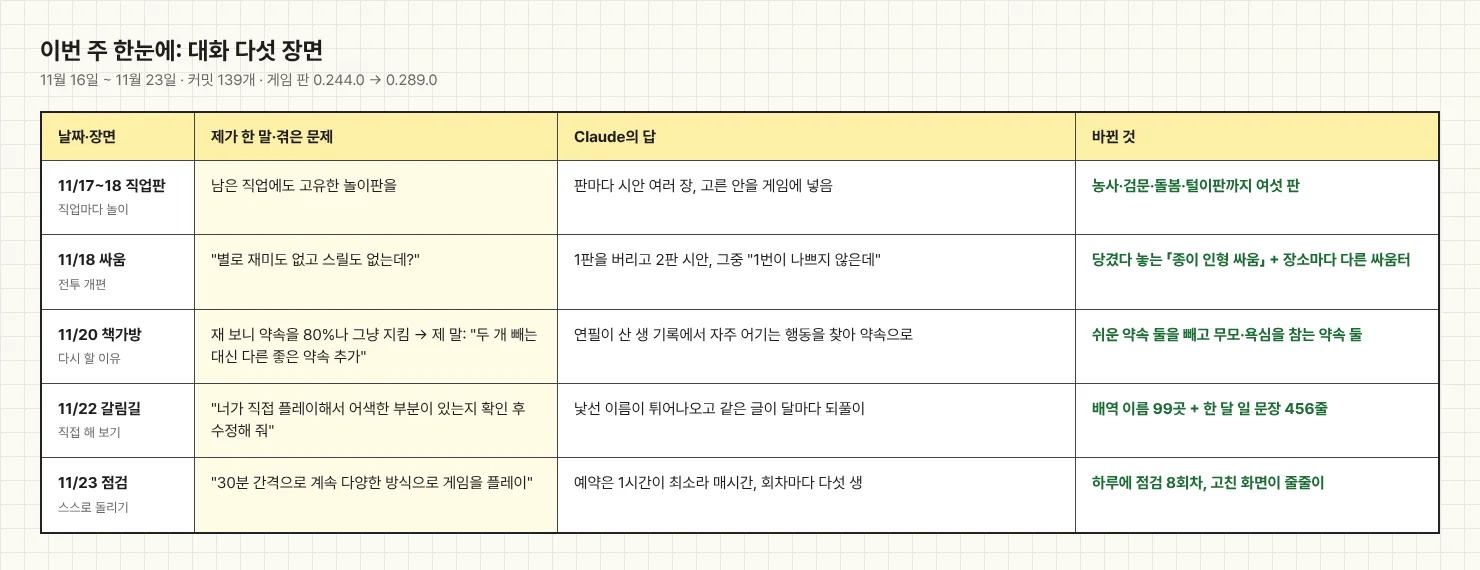 이번 주 한눈에: 대화 다섯 장면
11월 16일 ~ 11월 23일 · 커밋 139개 · 게임 판 0.244.0 → 0.289.0
날짜·장면
제가 한 말·겪은 문제
Claude의 답
바뀐 것
11/17~18 직업판
직업마다 놀이
남은 직업에도 고유한 놀이판을
판마다 시안 여러 장, 고른 안을 게임에 넣음
농사·검문·돌봄·털이판까지 여섯 판
11/18 싸움
전투 개편
"별로 재미도 없고 스릴도 없는데?"
1판을 버리고 2판 시안, 그중 "1번이 나쁘지 않은데"
당겼다 놓는 「종이 인형 싸움」 + 장소마다 다른 싸움터
11/20 책가방
다시 할 이유
재 보니 약속을 80%나 그냥 지킴 → 제 말: "두 개 빼는
대신 다른 좋은 약속 추가"
연필이 산 생 기록에서 자주 어기는 행동을 찾아 약속으로
쉬운 약속 둘을 빼고 무모·욕심을 참는 약속 둘
11/22 갈림길
직접 해 보기
"너가 직접 플레이해서 어색한 부분이 있는지 확인 후
수정해 줘"
낯선 이름이 튀어나오고 같은 글이 달마다 되풀이
배역 이름 99곳 + 한 달 일 문장 456줄
11/23 점검
스스로 돌리기
"30분 간격으로 계속 다양한 방식으로 게임을 플레이"
예약은 1시간이 최소라 매시간, 회차마다 다섯 생
하루에 점검 8회차, 고친 화면이 줄줄이